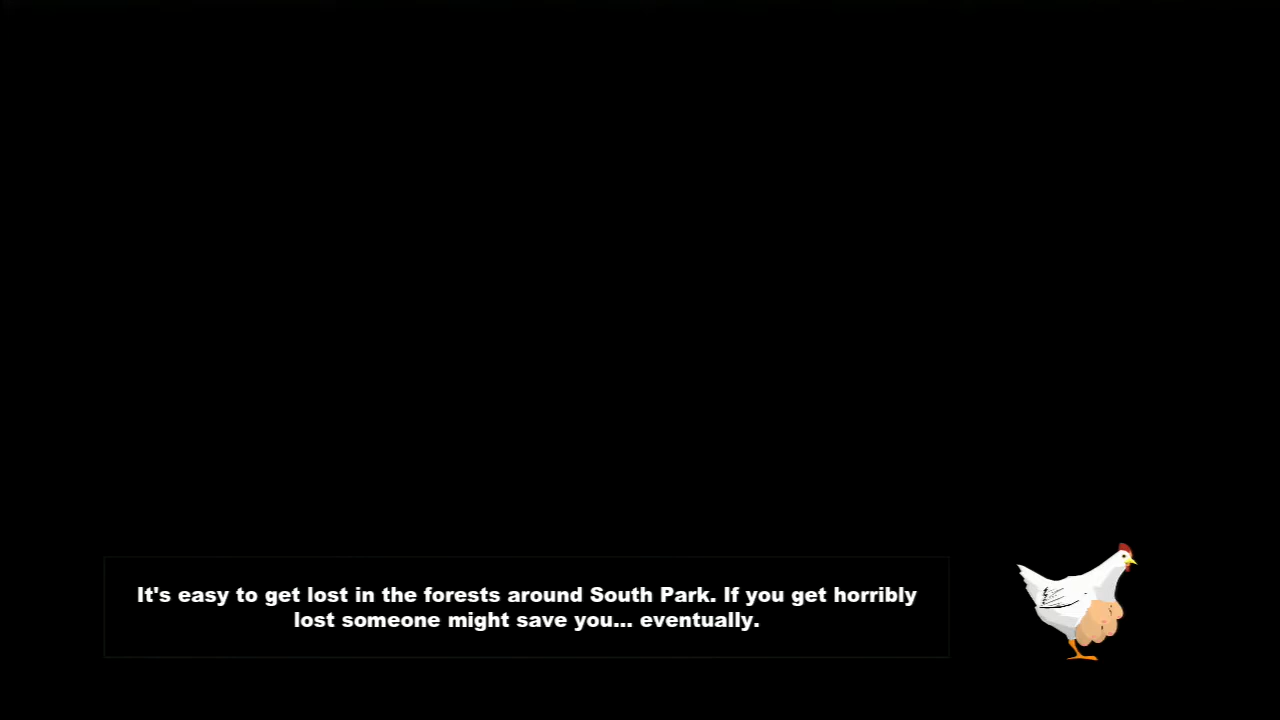 It's easy to get lost in the forests around South Park. If you get horribly
lost someone might save you... eventually.